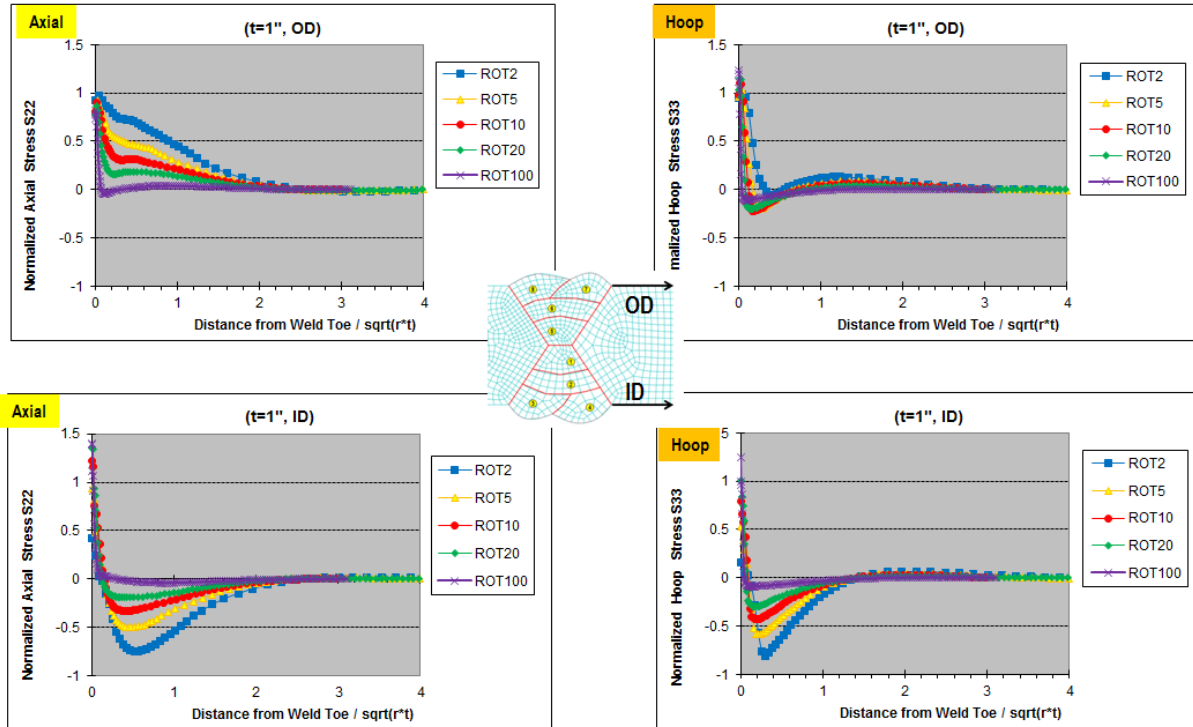 Axial
(t=1", OD)
Normalized Axial Stress S22
1.5
1
0.5
0
-0.5
-1
0 1 2 3 4
Distance from Weld Toe / sqrt(r*t)
ROT2
ROT5
ROT10
ROT20
ROT100
Hoop
(t=1", OD)
malized Hoop Stress S33
1.5
1
0.5
0
-0.5
-1
0 1 2 3 4
Distance from Weld Toe / sqrt(r*t)
ROT2
ROT5
ROT10
ROT20
ROT100
OD
ID
7
1
2
3
4
Axial
(t=1", ID)
Normalized Axial Stress S22
1.5
1
0.5
0
-0.5
-1
0 1 2 3 4
Distance from Weld Toe / sqrt(r*t)
ROT2
ROT5
ROT10
ROT20
ROT100
Hoop
(t=1", ID)
Normalized Hoop Stress S33
5
1
0.5
0
-0.5
-1
0 1 2 3 4
Distance from Weld Toe / sqrt(r*t)
ROT2
ROT5
ROT10
ROT20
ROT100